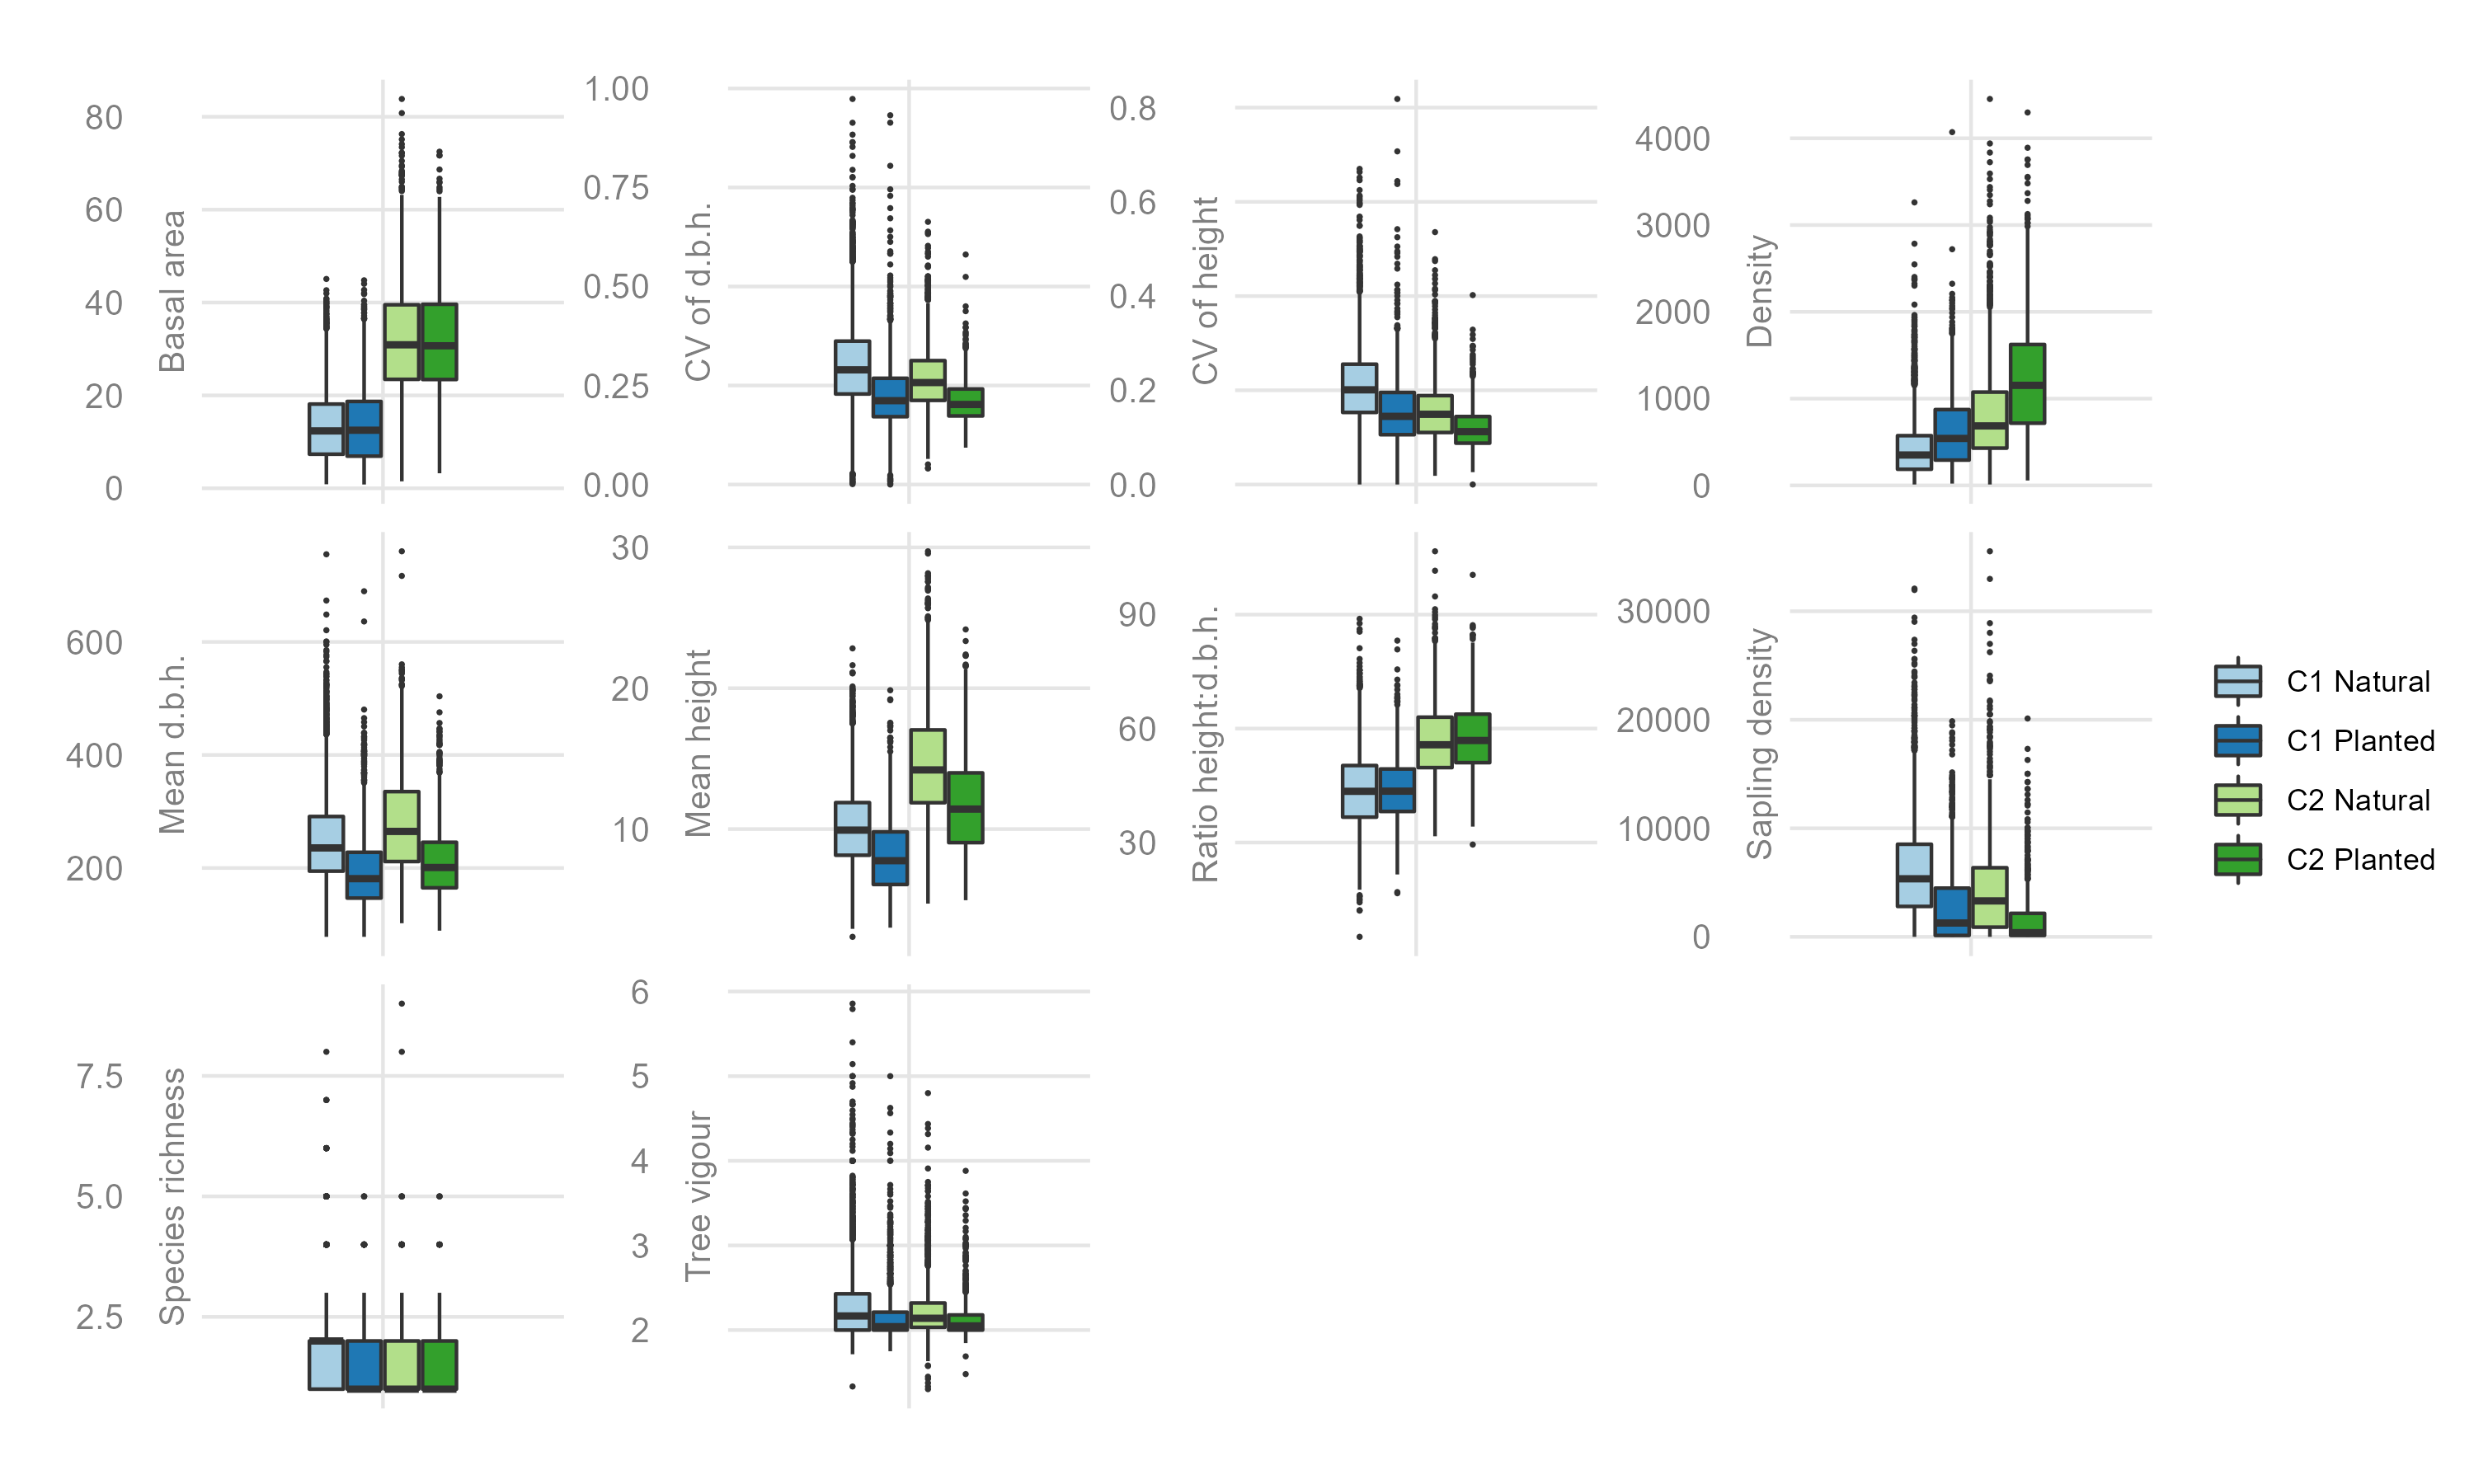 Basal area
80
60
40
20
0
CV of d.b.h.
1.00
0.75
0.50
0.25
0.00
CV of height
0.8
0.6
0.4
0.2
0.0
Density
4000
3000
2000
1000
0
Mean d.b.h.
600
400
200
Mean height
30
20
10
Ratio height:d.b.h.
90
60
30
Sapling density
30000
20000
10000
0
Species richness
7.5
5.0
2.5
Tree vigour
6
5
4
3
2
C1 Natural
C1 Planted
C2 Natural
C2 Planted